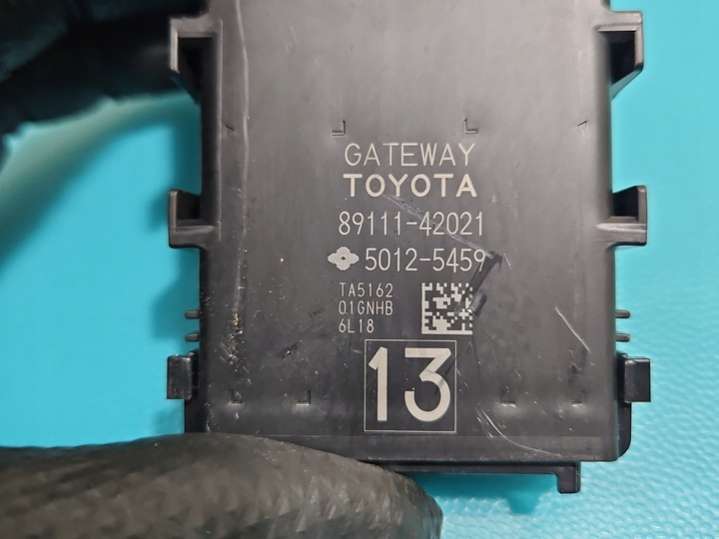 GATEWAY
TOYOTA
89111-42021
5012-5459
TA5162
01GNHB
6L18
13